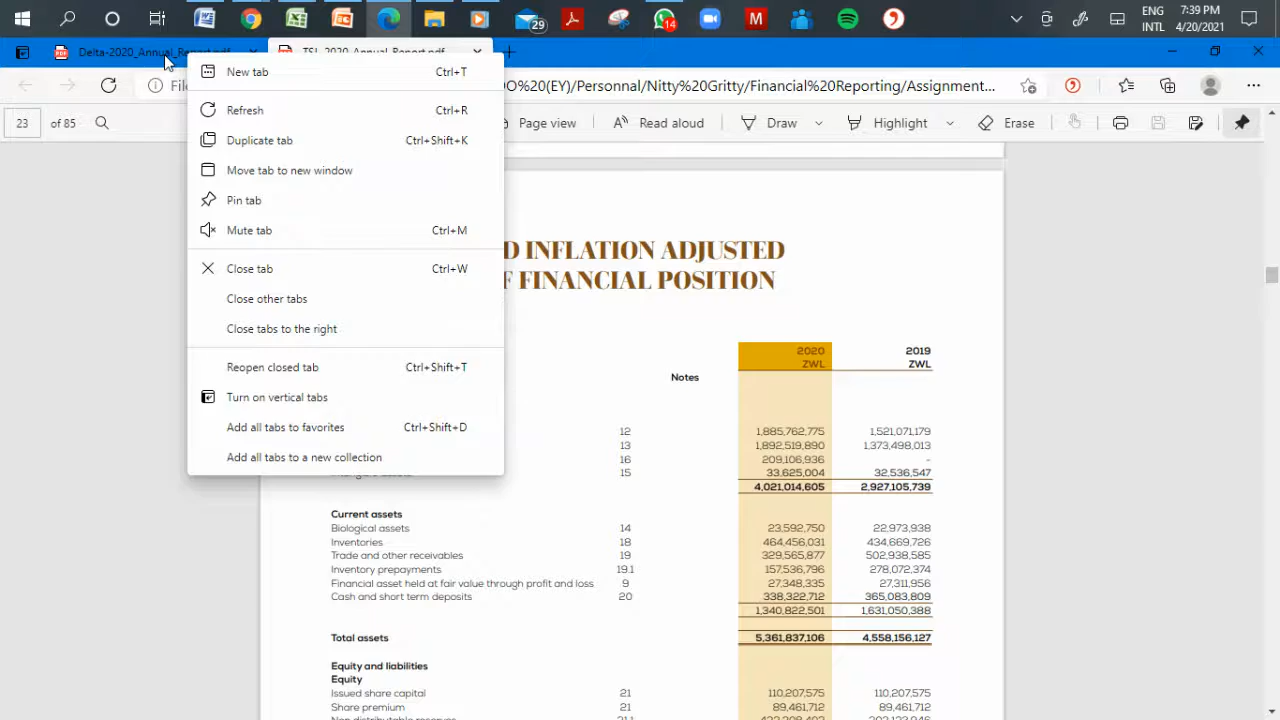 ENG 7:39 PM
INTL 4/20/2021
29
14
Delta-2020_Annual_Report.pdf
TSL-2020-Annual-Report.pdf
File
DO%20(EY)/Personnal/Nitty%20Gritty/Financial%20Reporting/Assignment...
23 of 85
Page view
Read aloud
Draw
Highlight
Erase
New tab Ctrl+T
Refresh Ctrl+R
Duplicate tab Ctrl+Shift+K
Move tab to new window
Pin tab
Mute tab Ctrl+M
Close tab Ctrl+W
Close other tabs
Close tabs to the right
Reopen closed tab Ctrl+Shift+T
Turn on vertical tabs
Add all tabs to favorites Ctrl+Shift+D
Add all tabs to a new collection
D INFLATION ADJUSTED
F FINANCIAL POSITION
2020 2019
ZWL ZWL
Notes
12 1,885,762,775 1,521,071,179
13 1,892,519,890 1,373,498,013
16 209,106,936 -
15 33,625,004 32,536,547
4,021,014,605 2,927,105,739
Current assets
Biological assets 14 23,592,750 22,973,938
Inventories 18 464,456,031 434,669,726
Trade and other receivables 19 329,565,877 502,938,585
Inventory prepayments 19.1 157,536,796 278,072,374
Financial asset held at fair value through profit and loss 9 27,348,335 27,311,956
Cash and short term deposits 20 338,322,712 365,083,809
1,340,822,501 1,631,050,388
Total assets 5,361,837,106 4,558,156,127
Equity and liabilities
Equity
Issued share capital 21 110,207,575 110,207,575
Share premium 21 89,461,712 89,461,712